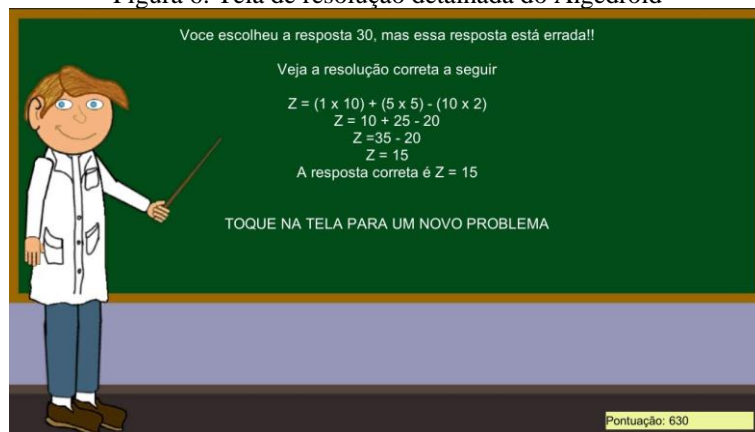 Figura 6: Tela de resolução detalhada do Algedroid
Voce escolheu a resposta 30, mas essa resposta está errada!!
Veja a resolução correta a seguir
Z = (1 x 10) + (5 x 5) - (10 x 2)
Z = 10 + 25 - 20
Z =35 - 20
Z = 15
A resposta correta é Z = 15
TOQUE NA TELA PARA UM NOVO PROBLEMA
Pontuação: 630